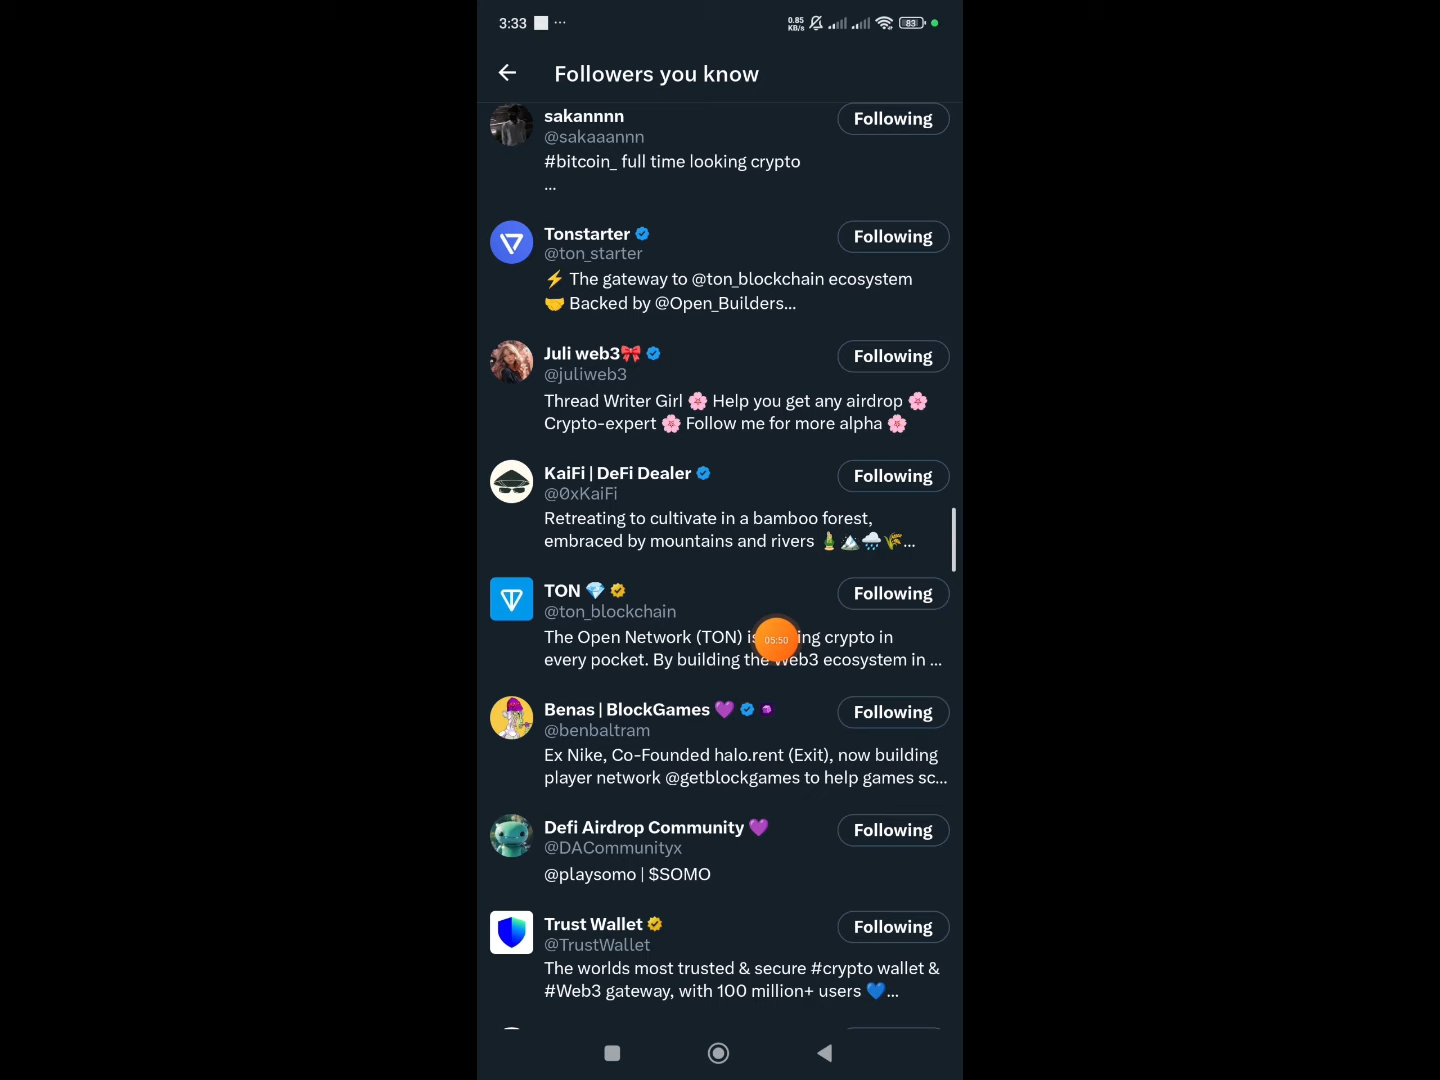 3:33
0.85
KB/s
83
Followers you know
sakannnn
Following
@sakaaannn
#bitcoin_ full time looking crypto
...
Tonstarter
Following
@ton_starter
⚡ The gateway to @ton_blockchain ecosystem
🤝 Backed by @Open_Builders...
Juli web3🎀
Following
@juliweb3
Thread Writer Girl 🌸 Help you get any airdrop 🌸
Crypto-expert 🌸 Follow me for more alpha 🌸
KaiFi | DeFi Dealer
Following
@0xKaiFi
Retreating to cultivate in a bamboo forest,
embraced by mountains and rivers 🎍🏔️🌧️🌾...
TON 💎
Following
@ton_blockchain
The Open Network (TON) crypto in
05:50
every pocket. By building the Web3 ecosystem in ...
Benas | BlockGames 💜
Following
@benbaltram
Ex Nike, Co-Founded halo.rent (Exit), now building
player network @getblockgames to help games sc...
Defi Airdrop Community 💜
Following
@DACommunityx
@playsomo | $SOMO
Trust Wallet
Following
@TrustWallet
The worlds most trusted & secure #crypto wallet &
#Web3 gateway, with 100 million+ users 💙...